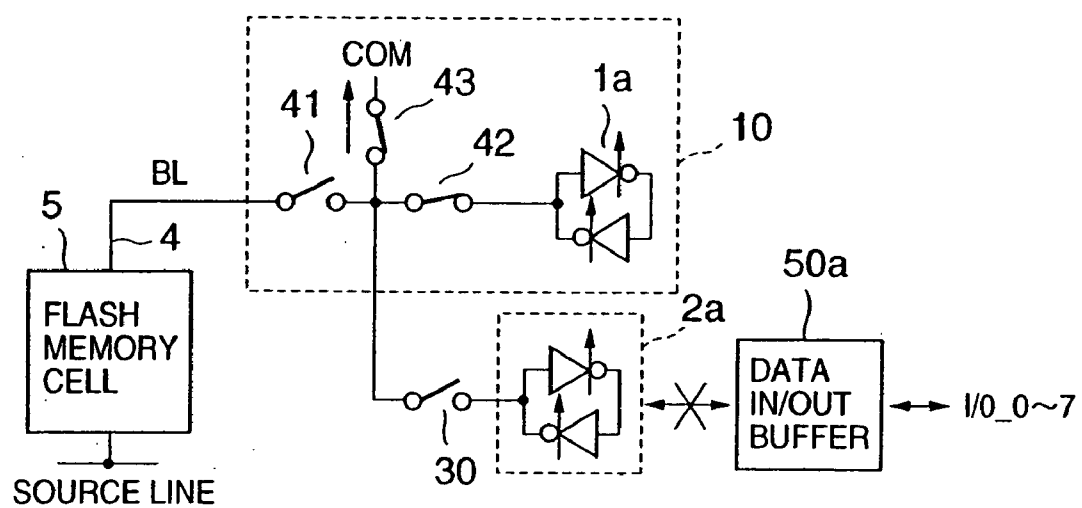 COM
43
1a
41
42
10
BL
5
4
50a
2a
FLASH
MEMORY
CELL
DATA
IN/OUT
BUFFER
I/0_0~7
30
SOURCE LINE